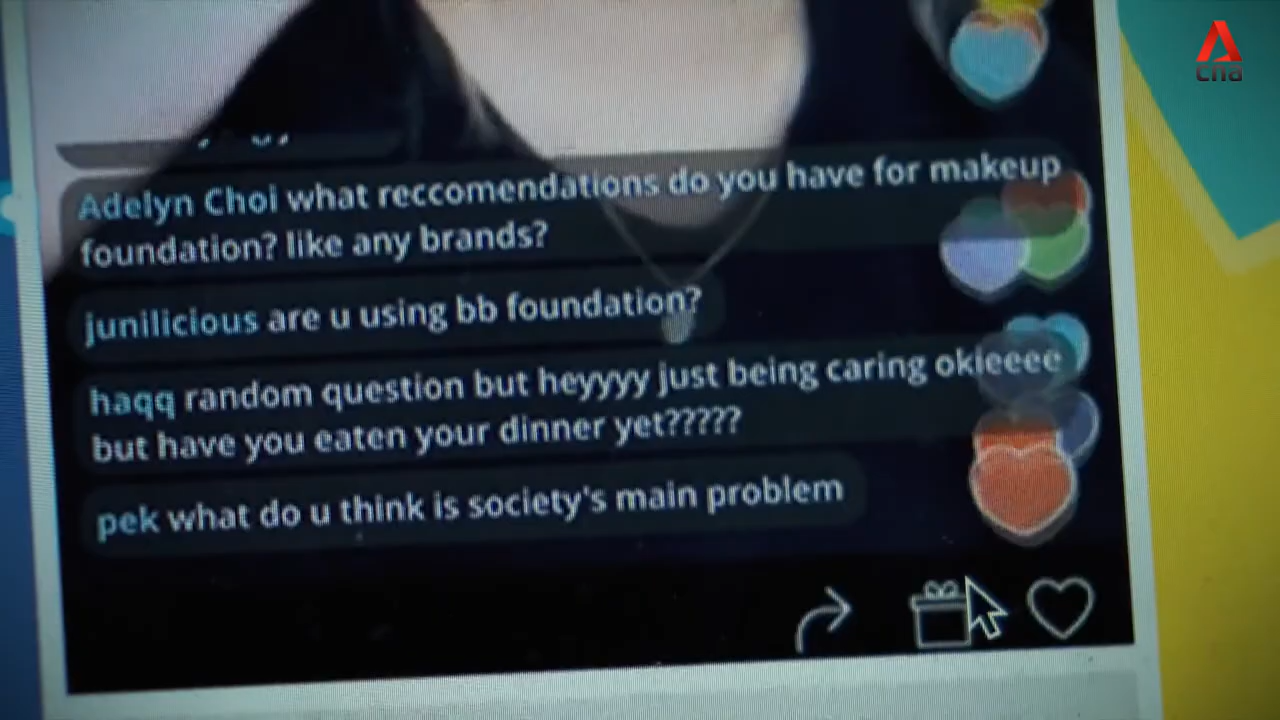 cna
Adelyn Choi what reccomendations do you have for makeup
foundation? like any brands?
junilicious are u using bb foundation?
haqq random question but heyyyy just being caring okieeee
but have you eaten your dinner yet?????
pek what do u think is society's main problem